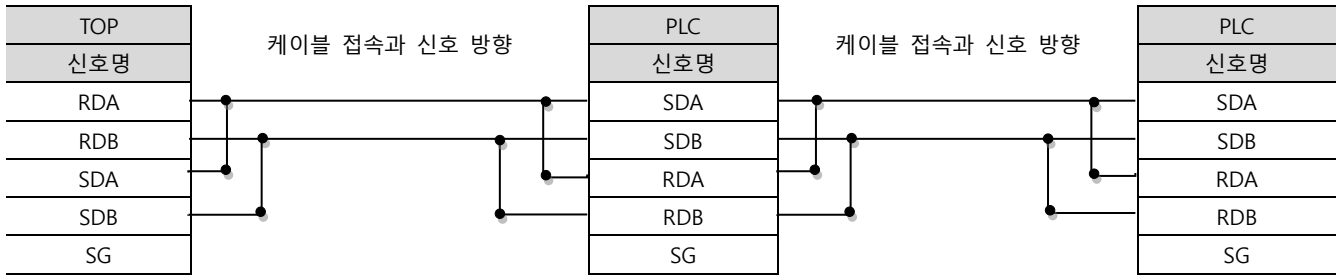 TOP 케이블 접속과 신호 방향 PLC 케이블 접속과 신호 방향 PLC
신호명 신호명 신호명
RDA SDA SDA
RDB SDB SDB
SDA RDA RDA
SDB RDB RDB
SG SG SG